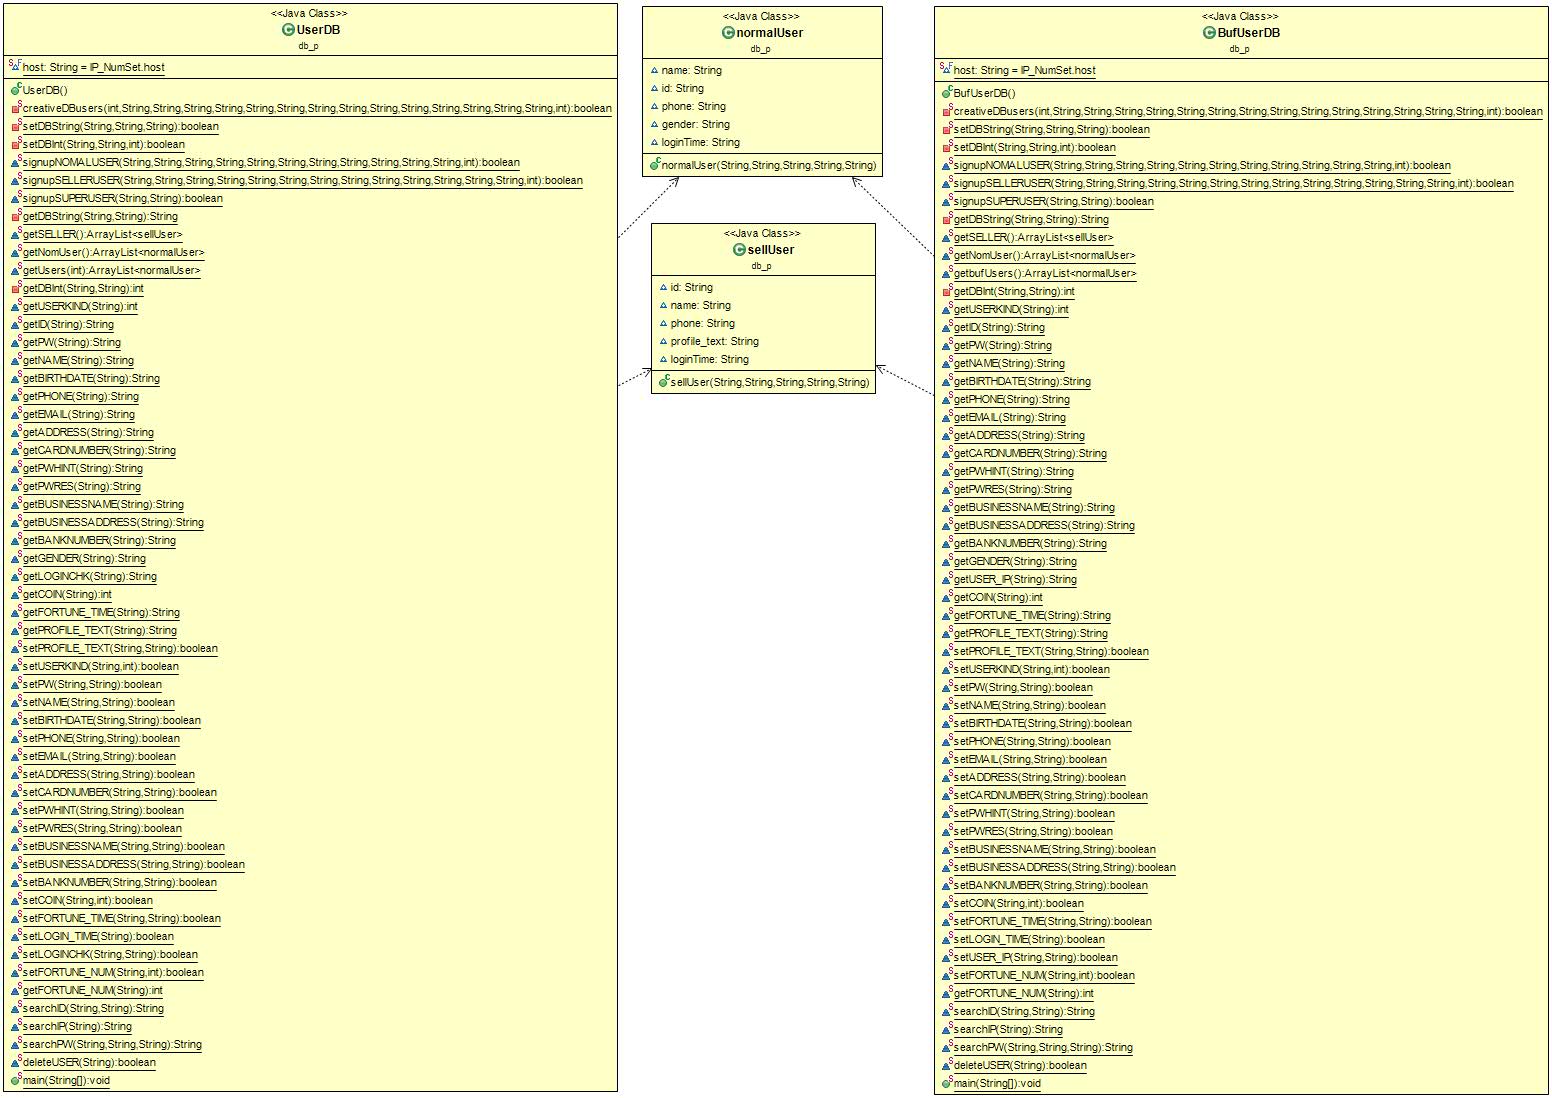 <<Java Class>>
UserDB
db_p
host: String = IP_NumSet.host
UserDB()
creativeDBusers(int,String,String,String,String,String,String,String,String,String,String,String,String,String,String,int):boolean
setDBString(String,String,String):boolean
setDBInt(String,String,int):boolean
signupNOMALUSER(String,String,String,String,String,String,String,String,String,String,String,int):boolean
signupSELLERUSER(String,String,String,String,String,String,String,String,String,String,String,String,String,int):boolean
signupSUPERUSER(String,String):boolean
getDBString(String,String):String
getSELLER():ArrayList<sellUser>
getNomUser():ArrayList<normalUser>
getUsers(int):ArrayList<normalUser>
getDBInt(String,String):int
getUSERKIND(String):int
getID(String):String
getPW(String):String
getNAME(String):String
getBIRTHDATE(String):String
getPHONE(String):String
getEMAIL(String):String
getADDRESS(String):String
getCARDNUMBER(String):String
getPWHINT(String):String
getPWRES(String):String
getBUSINESSNAME(String):String
getBUSINESSADDRESS(String):String
getBANKNUMBER(String):String
getGENDER(String):String
getLOGINCHK(String):String
getCOIN(String):int
getFORTUNE_TIME(String):String
getPROFILE_TEXT(String):String
setPROFILE_TEXT(String,String):boolean
setUSERKIND(String,int):boolean
setPW(String,String):boolean
setNAME(String,String):boolean
setBIRTHDATE(String,String):boolean
setPHONE(String,String):boolean
setEMAIL(String,String):boolean
setADDRESS(String,String):boolean
setCARDNUMBER(String,String):boolean
setPWHINT(String,String):boolean
setPWRES(String,String):boolean
setBUSINESSNAME(String,String):boolean
setBUSINESSADDRESS(String,String):boolean
setBANKNUMBER(String,String):boolean
setCOIN(String,int):boolean
setFORTUNE_TIME(String,String):boolean
setLOGIN_TIME(String):boolean
setLOGINCHK(String,String):boolean
setFORTUNE_NUM(String,int):boolean
getFORTUNE_NUM(String):int
searchID(String,String):String
searchIP(String):String
searchPW(String,String,String):String
deleteUSER(String):boolean
main(String[]):void
<<Java Class>>
normalUser
db_p
name: String
id: String
phone: String
gender: String
loginTime: String
normalUser(String,String,String,String,String)
<<Java Class>>
sellUser
db_p
id: String
name: String
phone: String
profile_text: String
loginTime: String
sellUser(String,String,String,String,String)
<<Java Class>>
BufUserDB
db_p
host: String = IP_NumSet.host
BufUserDB()
creativeDBusers(int,String,String,String,String,String,String,String,String,String,String,String,String,String,String,int):boolean
setDBString(String,String,String):boolean
setDBInt(String,String,int):boolean
signupNOMALUSER(String,String,String,String,String,String,String,String,String,String,String,int):boolean
signupSELLERUSER(String,String,String,String,String,String,String,String,String,String,String,String,String,int):boolean
signupSUPERUSER(String,String):boolean
getDBString(String,String):String
getSELLER():ArrayList<sellUser>
getNomUser():ArrayList<normalUser>
getbufUsers():ArrayList<normalUser>
getDBInt(String,String):int
getUSERKIND(String):int
getID(String):String
getPW(String):String
getNAME(String):String
getBIRTHDATE(String):String
getPHONE(String):String
getEMAIL(String):String
getADDRESS(String):String
getCARDNUMBER(String):String
getPWHINT(String):String
getPWRES(String):String
getBUSINESSNAME(String):String
getBUSINESSADDRESS(String):String
getBANKNUMBER(String):String
getGENDER(String):String
getUSER_IP(String):String
getCOIN(String):int
getFORTUNE_TIME(String):String
getPROFILE_TEXT(String):String
setPROFILE_TEXT(String,String):boolean
setUSERKIND(String,int):boolean
setPW(String,String):boolean
setNAME(String,String):boolean
setBIRTHDATE(String,String):boolean
setPHONE(String,String):boolean
setEMAIL(String,String):boolean
setADDRESS(String,String):boolean
setCARDNUMBER(String,String):boolean
setPWHINT(String,String):boolean
setPWRES(String,String):boolean
setBUSINESSNAME(String,String):boolean
setBUSINESSADDRESS(String,String):boolean
setBANKNUMBER(String,String):boolean
setCOIN(String,int):boolean
setFORTUNE_TIME(String,String):boolean
setLOGIN_TIME(String):boolean
setUSER_IP(String,String):boolean
setFORTUNE_NUM(String,int):boolean
getFORTUNE_NUM(String):int
searchID(String,String):String
searchIP(String):String
searchPW(String,String,String):String
deleteUSER(String):boolean
main(String[]):void